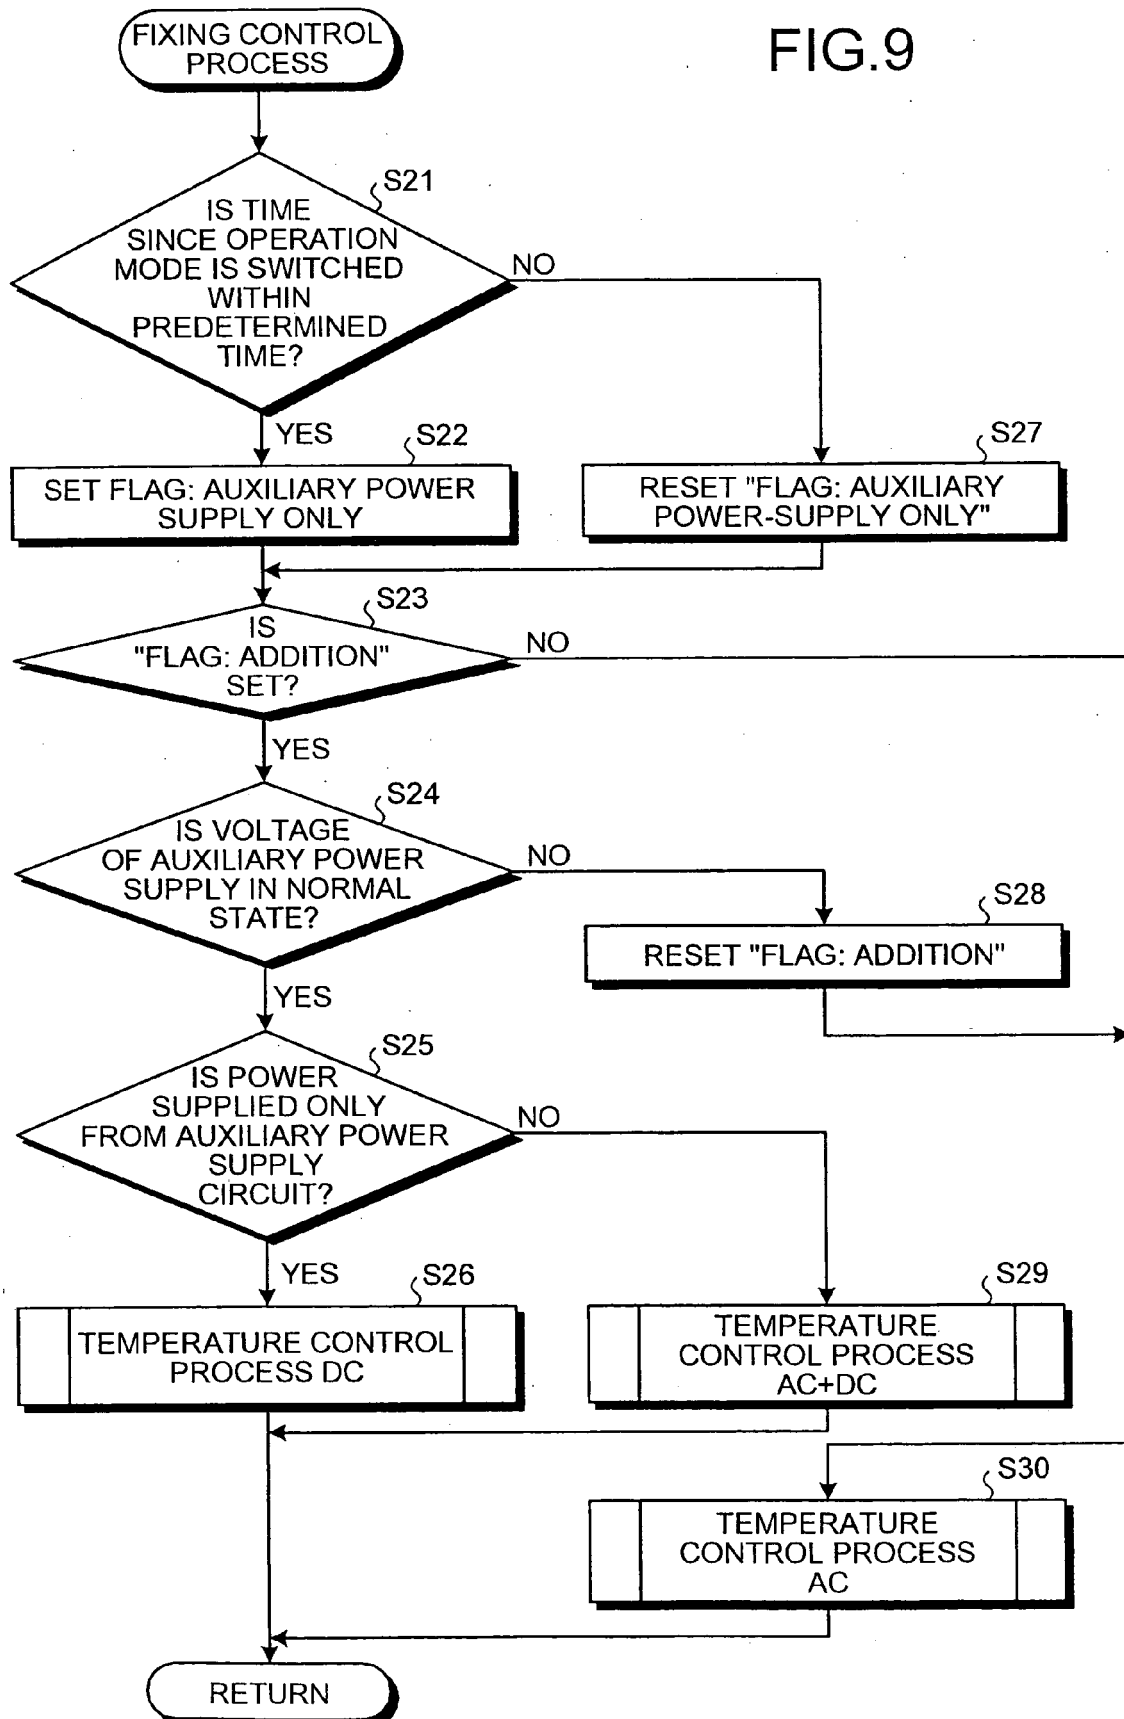 FIG.9
FIXING CONTROL
PROCESS
S21
IS TIME
SINCE OPERATION
MODE IS SWITCHED
WITHIN
PREDETERMINED
TIME?
NO
YES
S22
SET FLAG: AUXILIARY POWER
SUPPLY ONLY
S27
RESET "FLAG: AUXILIARY
POWER-SUPPLY ONLY"
S23
IS
"FLAG: ADDITION"
SET?
NO
YES
S24
IS VOLTAGE
OF AUXILIARY POWER
SUPPLY IN NORMAL
STATE?
NO
S28
RESET "FLAG: ADDITION"
YES
S25
IS POWER
SUPPLIED ONLY
FROM AUXILIARY POWER
SUPPLY
CIRCUIT?
NO
YES
S26
TEMPERATURE CONTROL
PROCESS DC
S29
TEMPERATURE
CONTROL PROCESS
AC+DC
S30
TEMPERATURE
CONTROL PROCESS
AC
RETURN